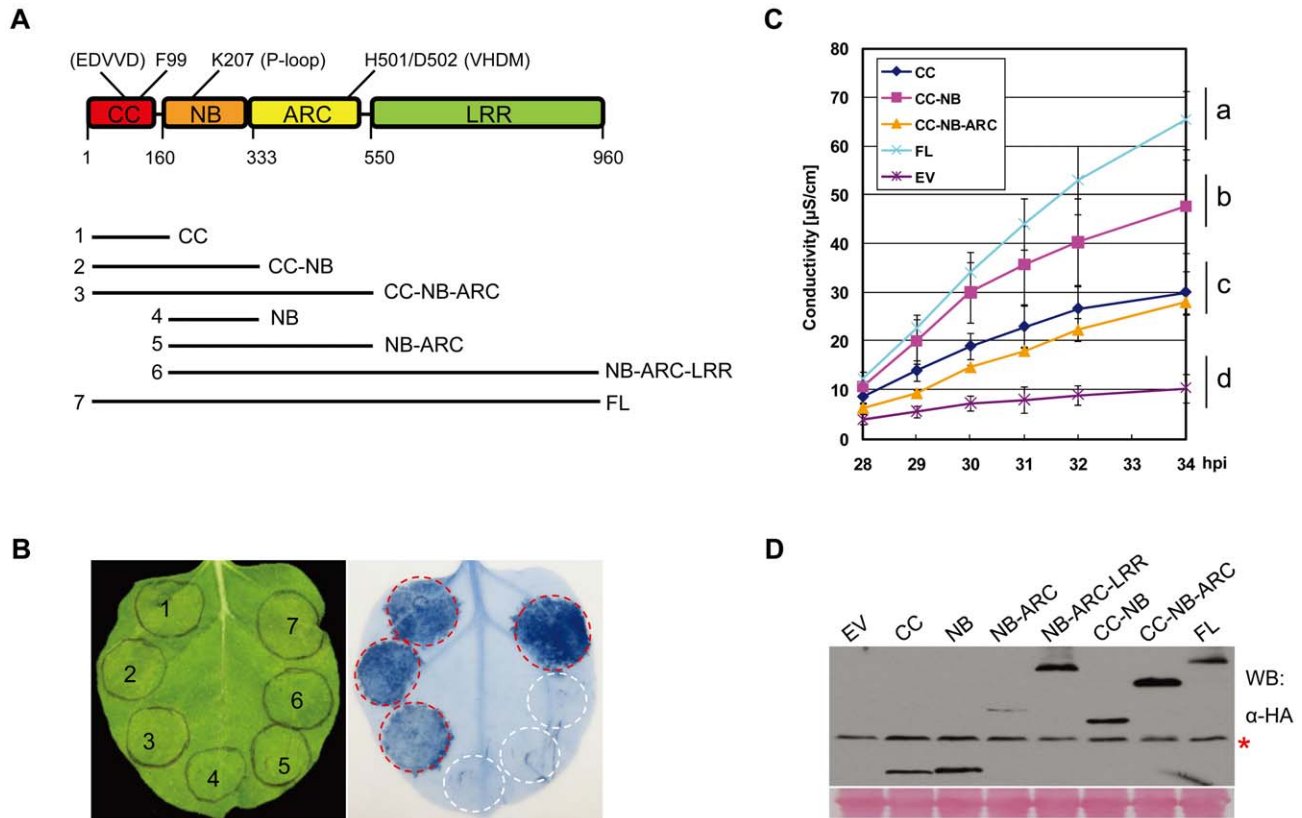 A
(EDVVD) F99 K207 (P-loop) H501/D502 (VHDM)
CC NB ARC LRR
1 160 333 550 960
1 CC
2 CC-NB
3 CC-NB-ARC
4 NB
5 NB-ARC
6 NB-ARC-LRR
7 FL
B
1
7
2
6
3
5
4
C
80
70
60
50
40
30
20
10
0
Conductivity [µS/cm]
CC
CC-NB
CC-NB-ARC
FL
EV
a
b
c
d
28 29 30 31 32 33 34 hpi
D
EV CC NB NB-ARC NB-ARC-LRR CC-NB CC-NB-ARC FL
WB:
α-HA
*